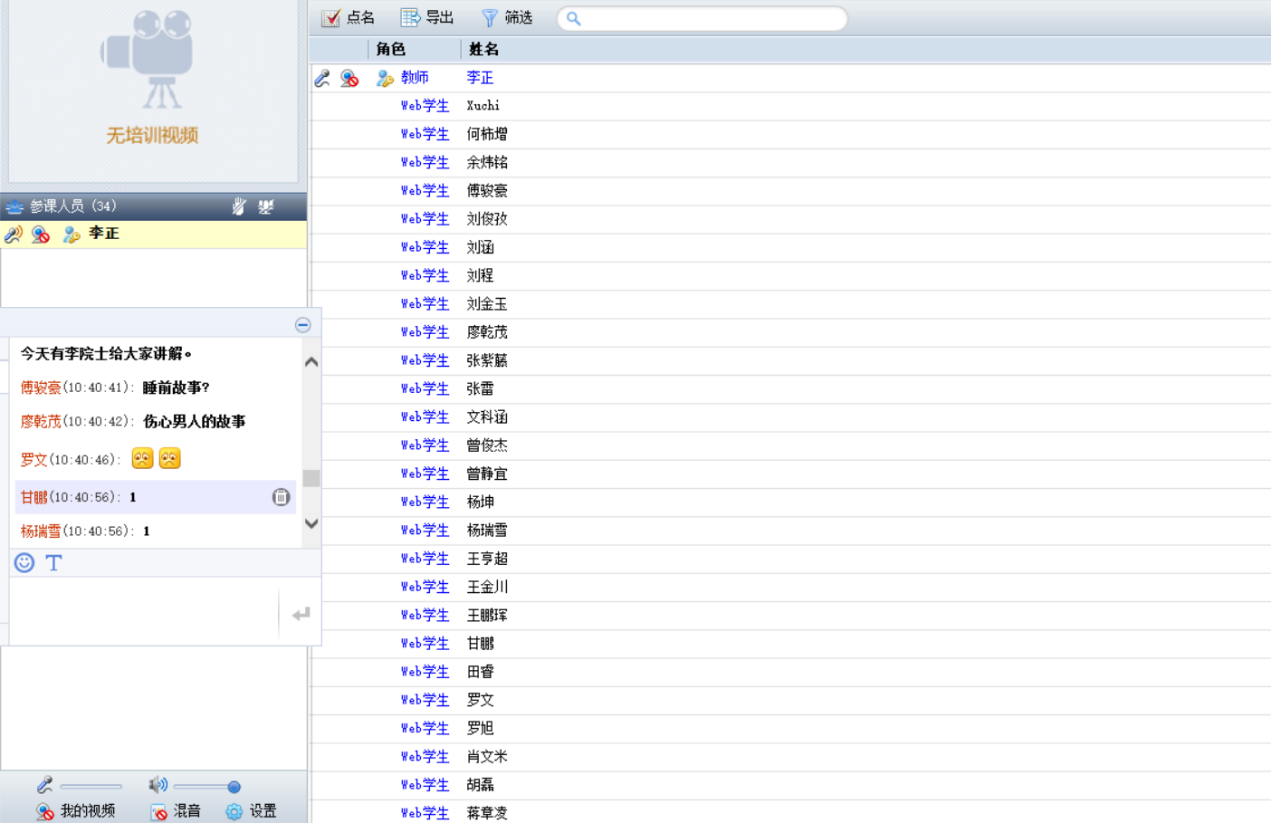 点名 导出 筛选
角色 姓名
教师 李正
Web学生 Xuchi
Web学生 何柿增
Web学生 余炜铭
Web学生 傅骏豪
Web学生 刘俊孜
Web学生 刘涵
Web学生 刘程
Web学生 刘金玉
Web学生 廖乾茂
Web学生 张紫藤
Web学生 张雷
Web学生 文科涵
Web学生 曾俊杰
Web学生 曾静宜
Web学生 杨坤
Web学生 杨瑞雪
Web学生 王亨超
Web学生 王金川
Web学生 王鹏珲
Web学生 甘鹏
Web学生 田睿
Web学生 罗文
Web学生 罗旭
Web学生 肖文米
Web学生 胡磊
Web学生 蒋章凌
无培训视频
参课人员 (34)
李正
今天有李院士给大家讲解。
傅骏豪(10:40:41): 睡前故事?
廖乾茂(10:40:42): 伤心男人的故事
罗文(10:40:46):
甘鹏(10:40:56): 1
杨瑞雪(10:40:56): 1
我的视频 混音 设置